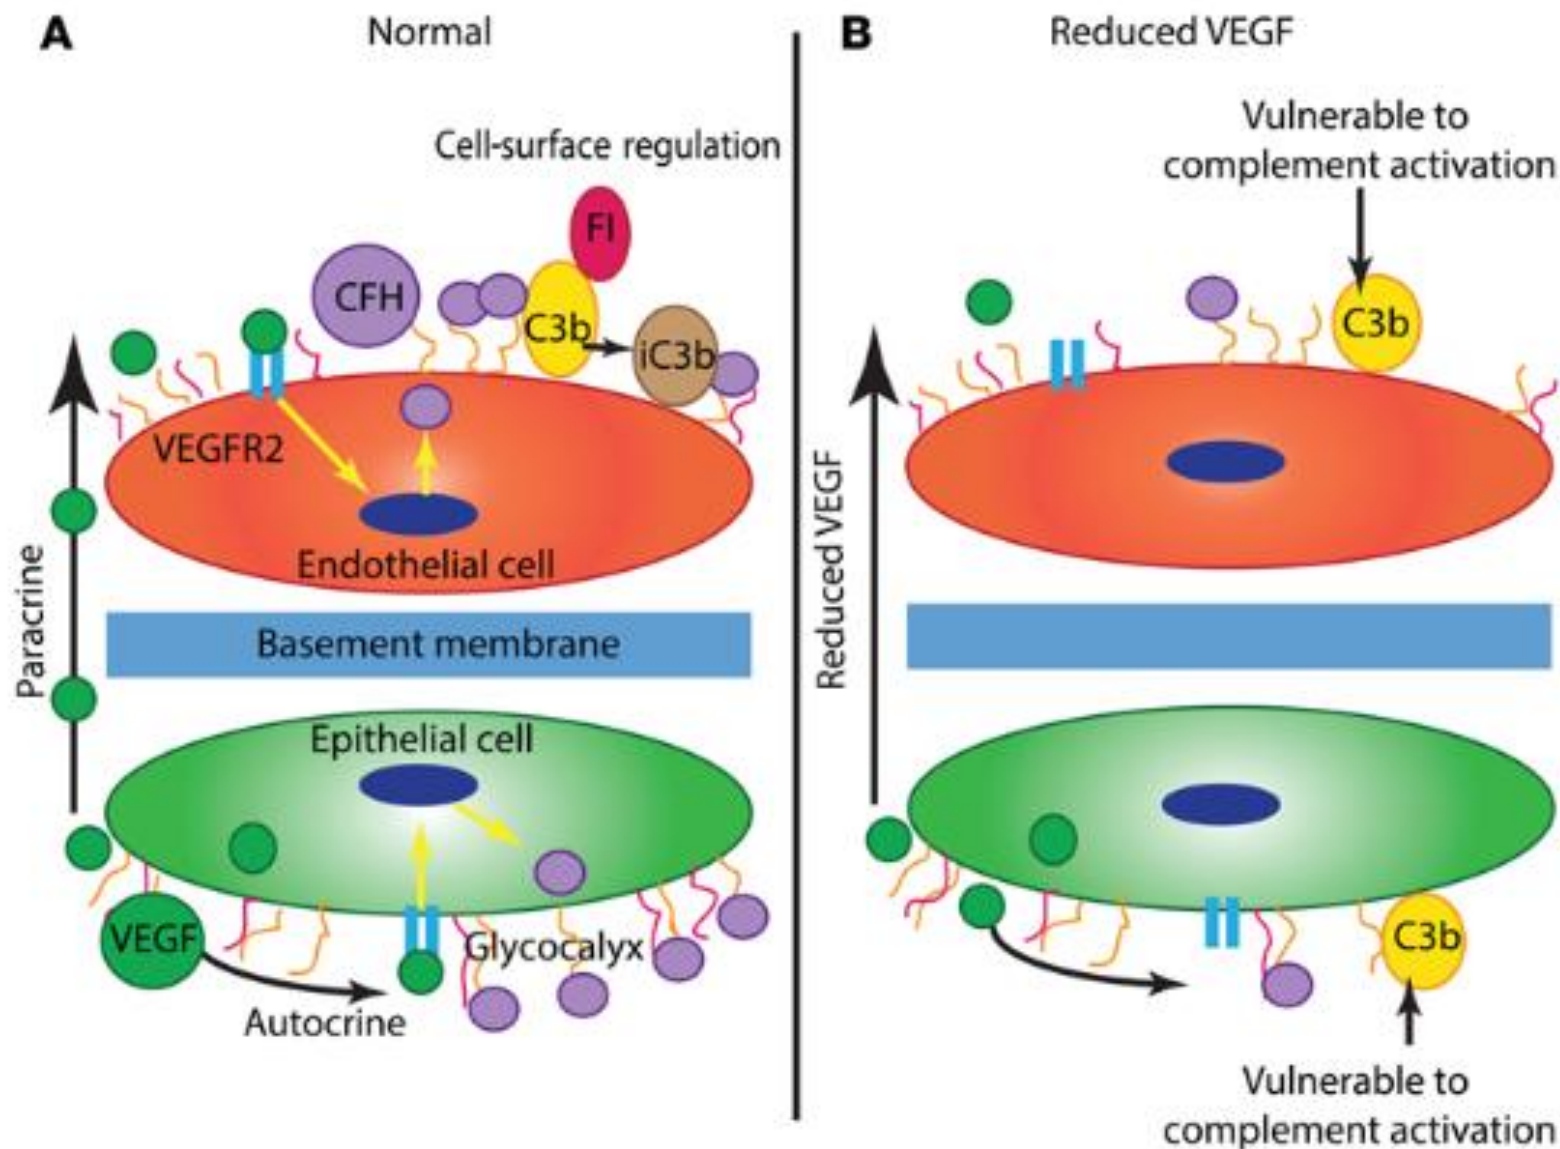 A
Normal
Cell-surface regulation
FI
CFH
C3b
iC3b
VEGFR2
Endothelial cell
Paracrine
Basement membrane
Epithelial cell
VEGF
Glycocalyx
Autocrine
B
Reduced VEGF
Vulnerable to
complement activation
C3b
Reduced VEGF
C3b
Vulnerable to
complement activation